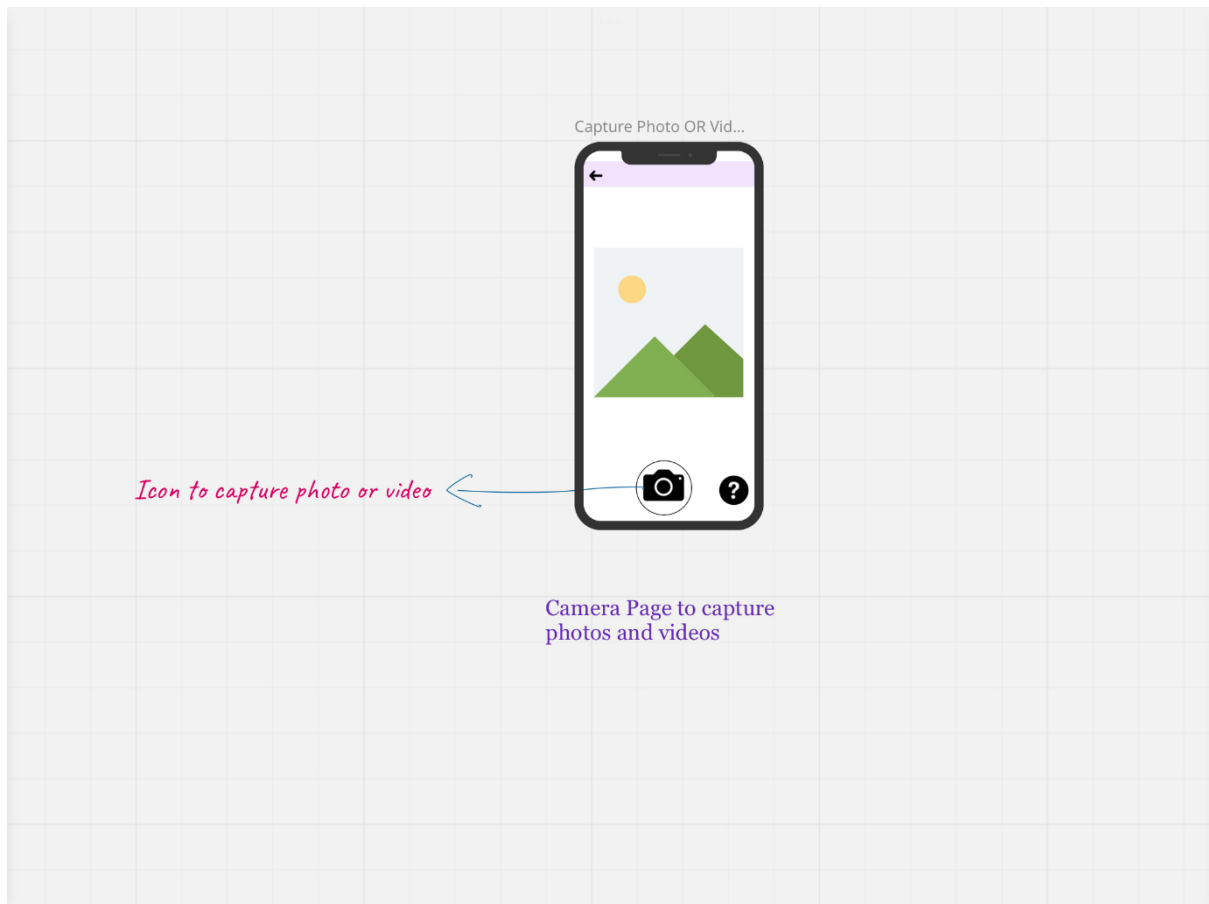 Capture Photo OR Vid...
?
Icon to capture photo or video
Camera Page to capture
photos and videos